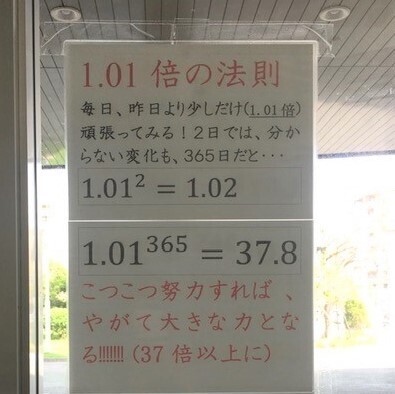 1.01 倍の法則
毎日、昨日より少しだけ(1.01 倍)
頑張ってみる！２日では、分か
らない変化も、365日だと･･･
1.01² = 1.02
1.01³⁶⁵ = 37.8
こつこつ努力すれば 、
やがて大きな力とな
る!!!!!!! (37 倍以上に)